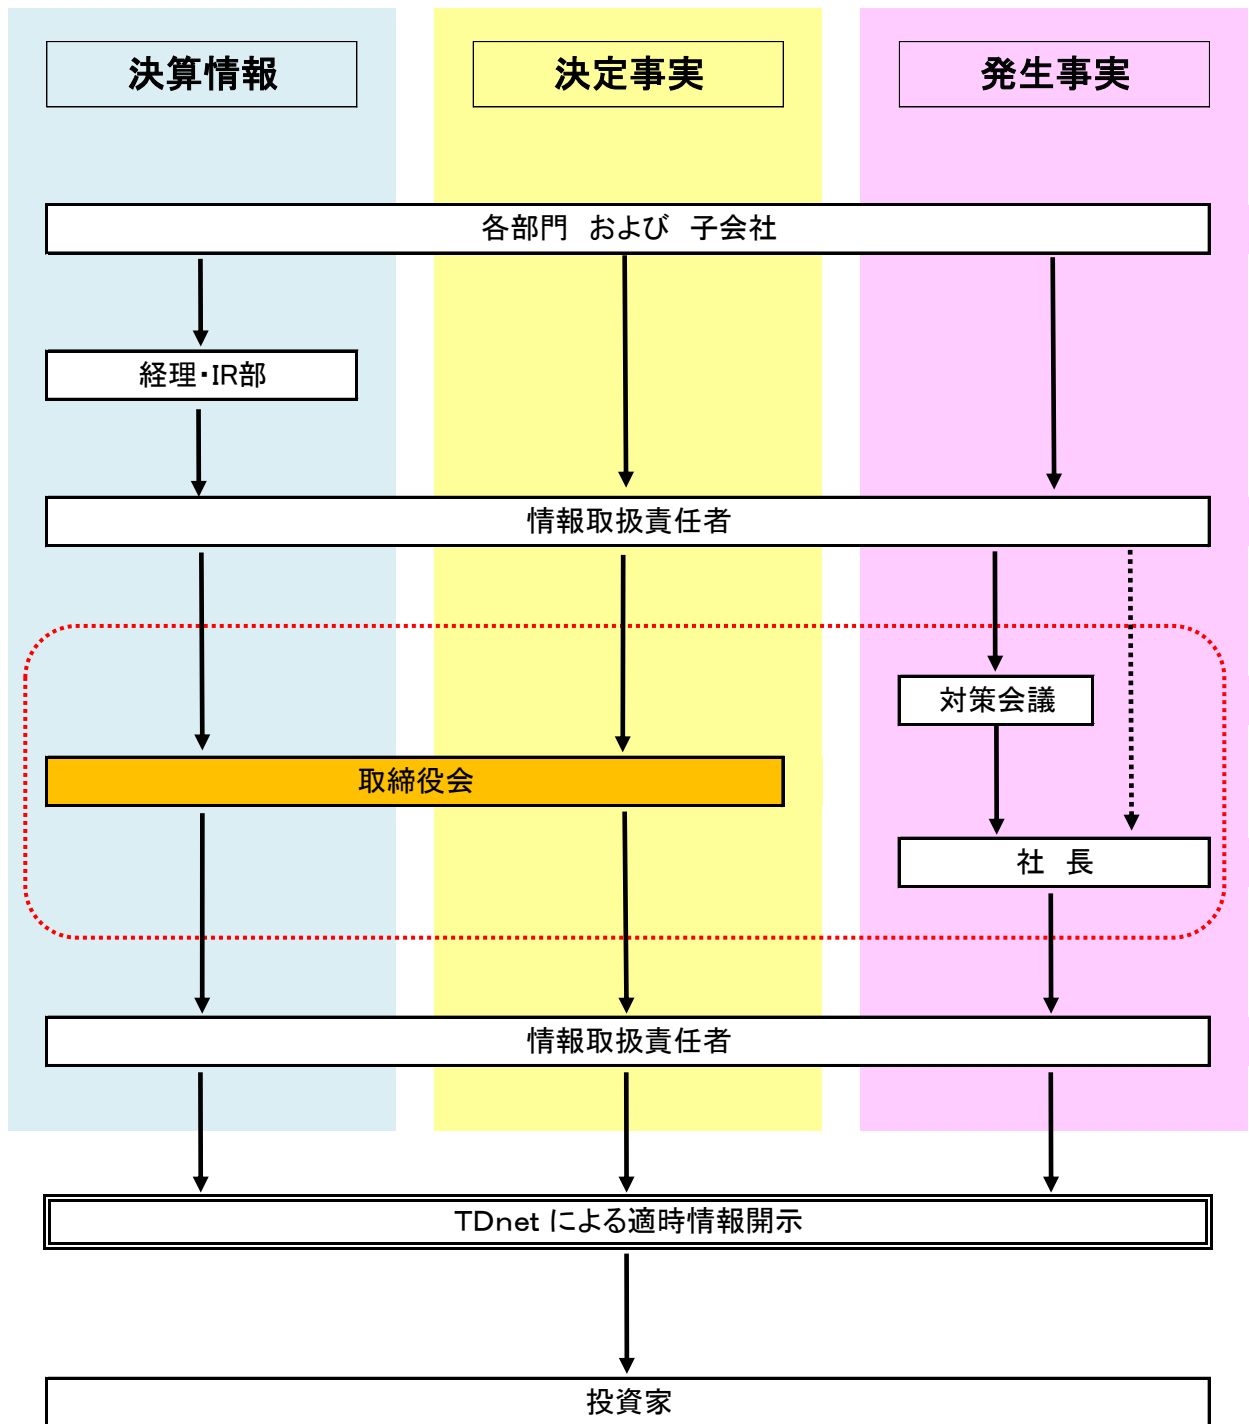 決算情報
決定事実
発生事実
各部門　および　子会社
経理・IR部
情報取扱責任者
対策会議
取締役会
社　長
情報取扱責任者
TDnet による適時情報開示
投資家